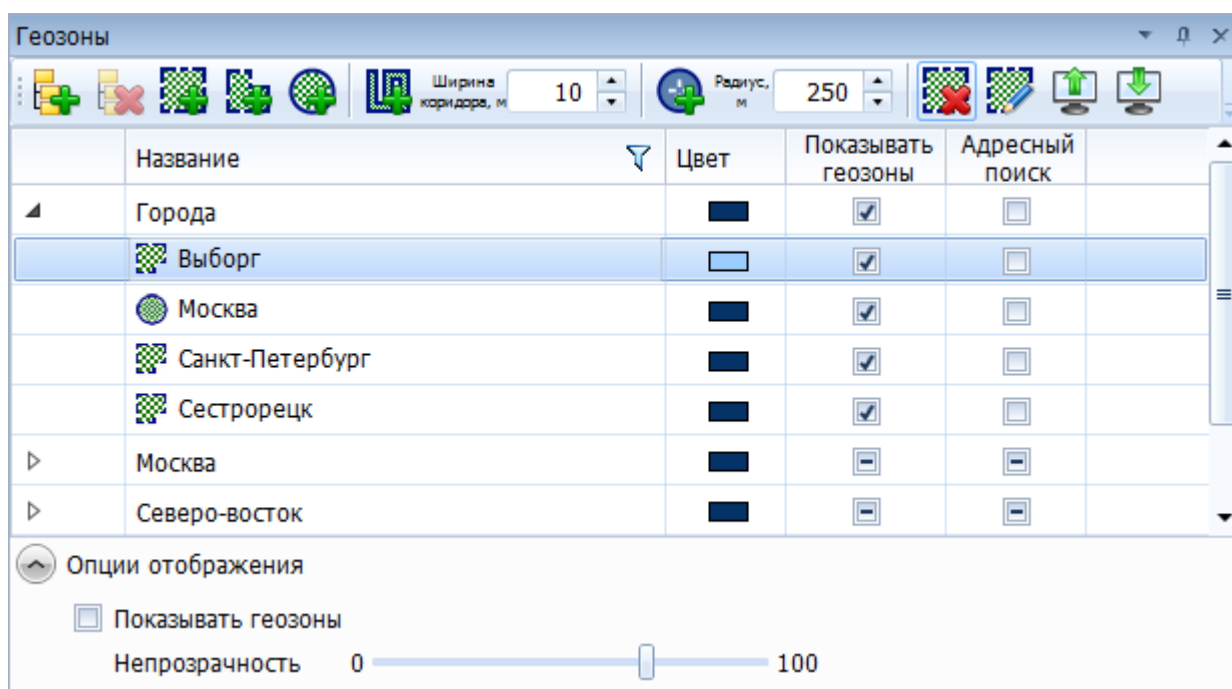 Геозоны
Ширина
коридора, м
10
Радиус,
м
250
Название
Цвет
Показывать
геозоны
Адресный
поиск
Города
Выборг
Москва
Санкт-Петербург
Сестрорецк
Москва
Северо-восток
Опции отображения
Показывать геозоны
Непрозрачность 0 100